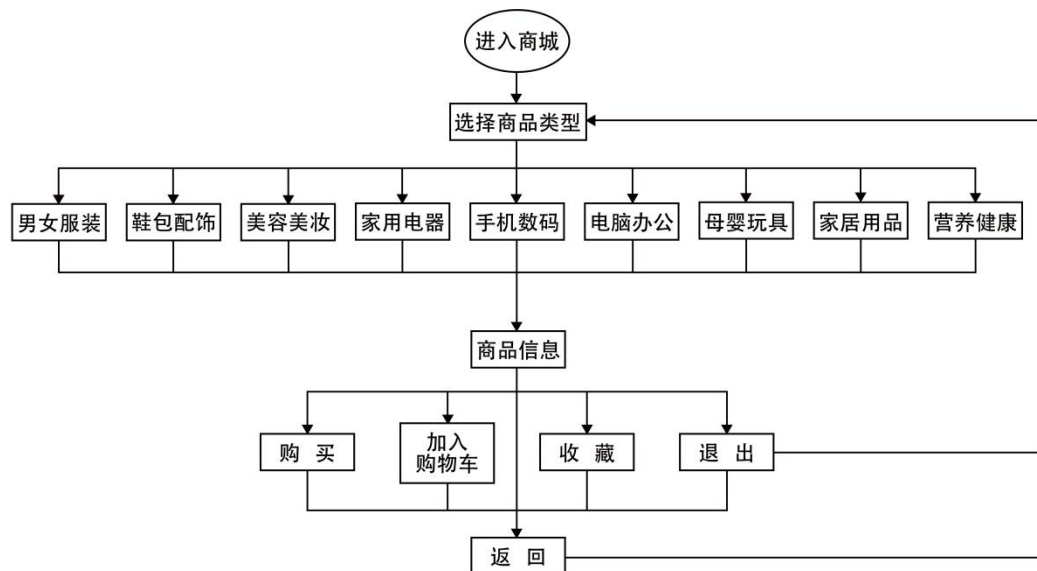 进入商城
选择商品类型
男女服装
鞋包配饰
美容美妆
家用电器
手机数码
电脑办公
母婴玩具
家居用品
营养健康
商品信息
购 买
加入
购物车
收 藏
退 出
返 回